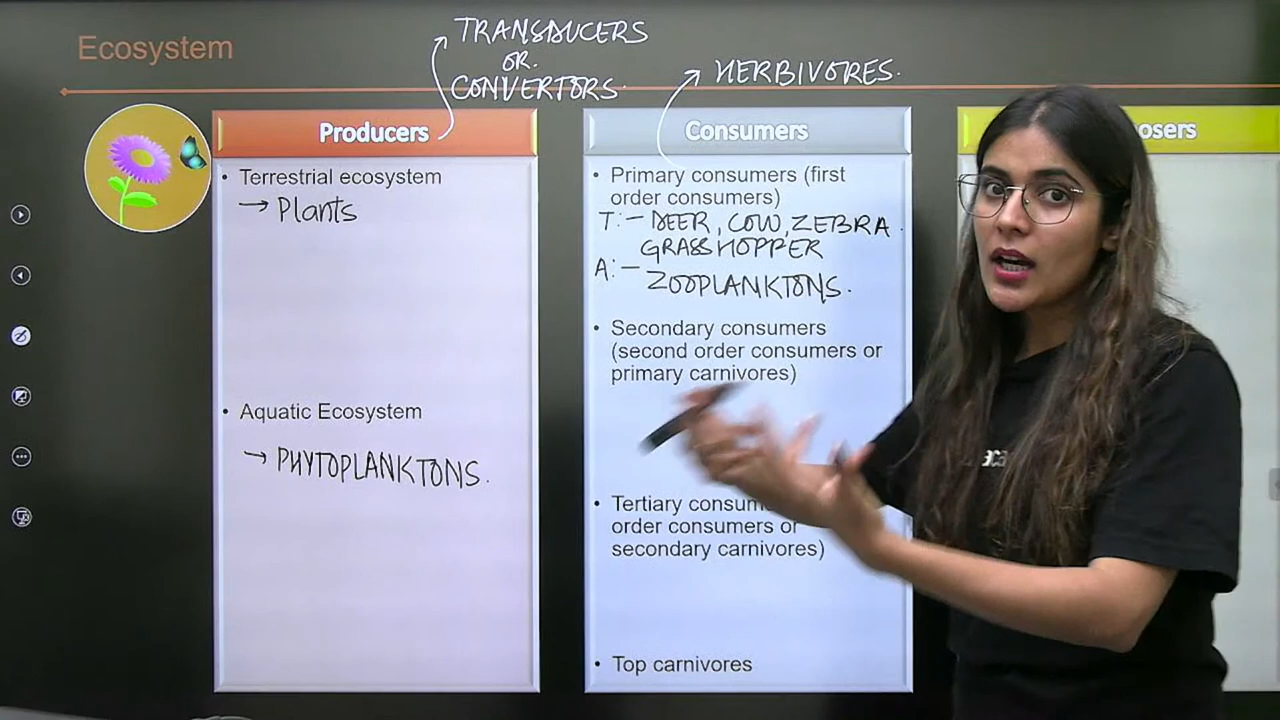 Ecosystem
TRANSDUCERS
OR.
CONVERTORS.
HERBIVORES.
Producers
Consumers
osers
• Terrestrial ecosystem
→ Plants
• Aquatic Ecosystem
→ PHYTOPLANKTONS.
• Primary consumers (first
order consumers)
T:- DEER, COW, ZEBRA.
GRASSHOPPER
A:- ZOOPLANKTONS.
• Secondary consumers
(second order consumers or
primary carnivores)
• Tertiary consum
order consumers or
secondary carnivores)
• Top carnivores